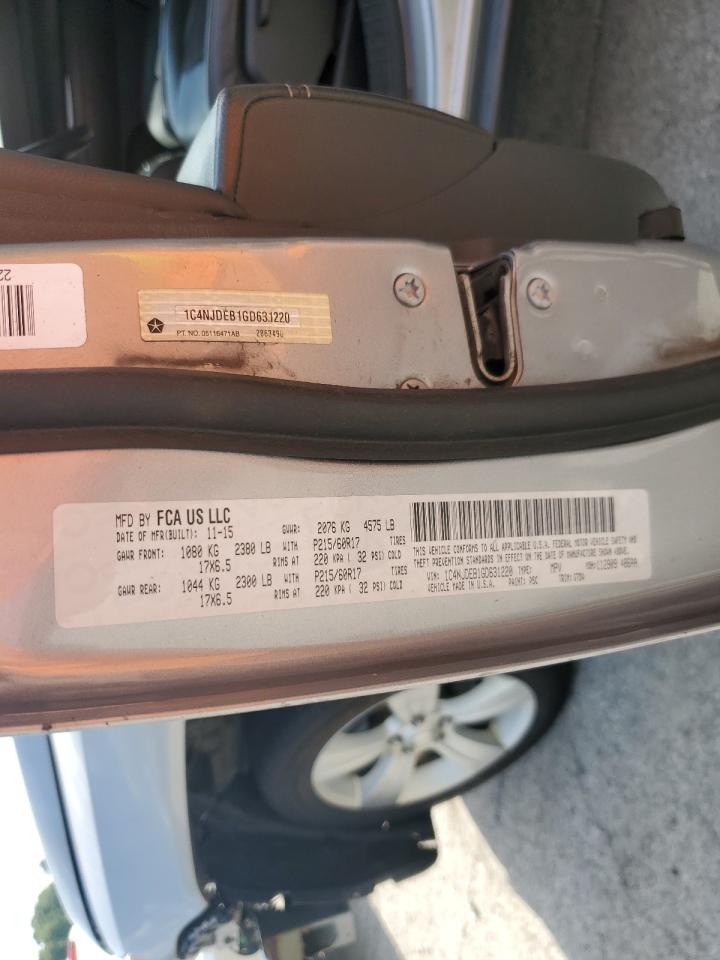 22
1C4NJDEB1GD631220
PT. NO. 05116471AB 2863490
MFD BY FCA US LLC
DATE OF MFR(BUILT): 11-15 GVWR: 2076 KG 4575 LB
GAWR FRONT: 1080 KG 2380 LB WITH P215/60R17 TIRES
17X6.5 RIMS AT 220 KPA ( 32 PSI) COLD
GAWR REAR: 1044 KG 2300 LB WITH P215/60R17 TIRES
17X6.5 RIMS AT 220 KPA ( 32 PSI) COLD
THIS VEHICLE CONFORMS TO ALL APPLICABLE U.S.A. FEDERAL MOTOR VEHICLE SAFETY AND
THEFT PREVENTION STANDARDS IN EFFECT ON THE DATE OF MANUFACTURE SHOWN ABOVE.
VIN: 1C4NJDEB1GD631220 TYPE: MPV MDH:
VEHICLE MADE IN U.S.A. PAINT: PSC TRIM: